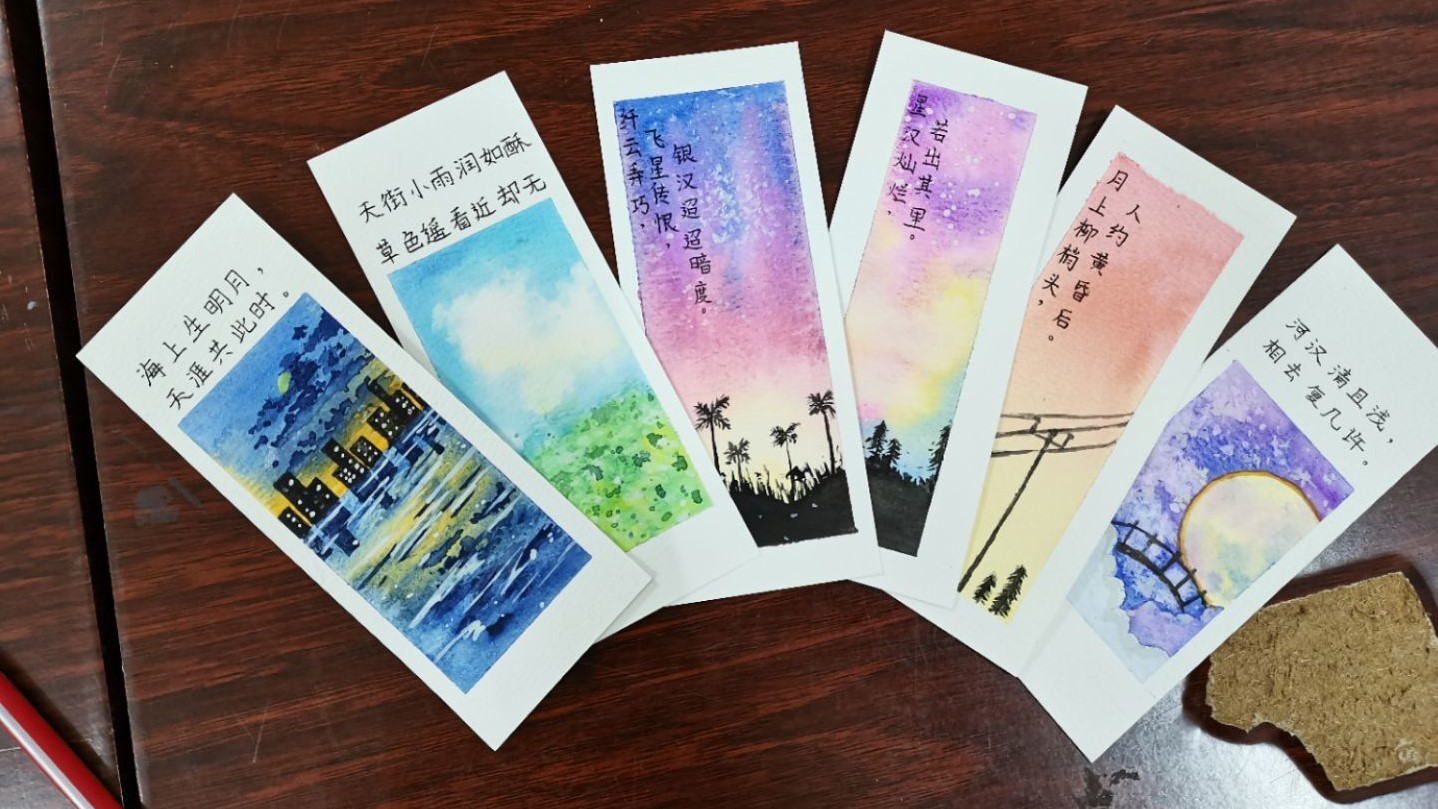 海上生明月，
天涯共此时。
天街小雨润如酥
草色遥看近却无
纤云弄巧，
飞星传恨，
银汉迢迢暗度。
星汉灿烂，
若出其里。
月上柳梢头，
人约黄昏后。
河汉清且浅，
相去复几许。